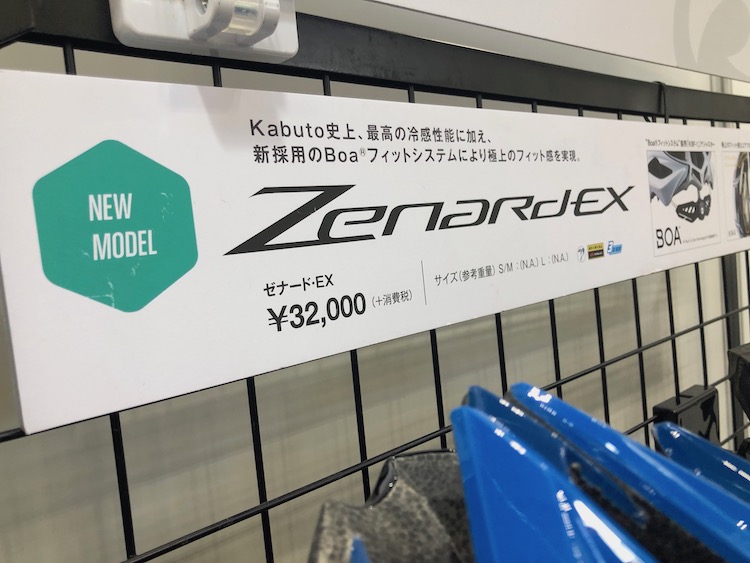 Kabuto史上、最高の冷感性能に加え、
新採用のBoa®フィットシステムにより極上のフィット感を実現。
NEW
MODEL
ZENARD-EX
ゼナード・EX
¥32,000 (+消費税)
サイズ(参考重量) S/M:(N.A.) L:(N.A.)
BOA